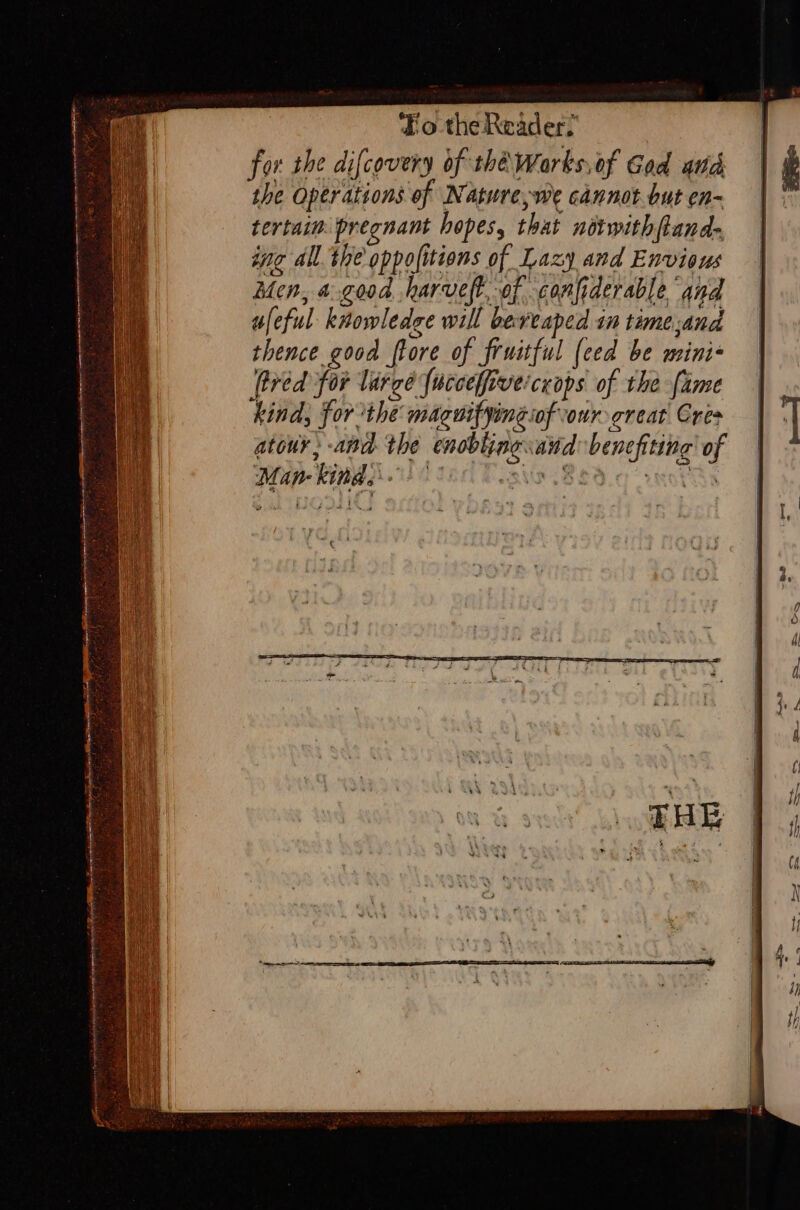 To the Reader.
for the diſcovery of the Works of God and
the Operations of Nature, we cannot but en-
tertain pregnant hopes, that notwithſtand-
ing all the oppoſitions of Lazy and Envious
Men, a good harveſt of conſiderable and
uſeful knowledge will be reaped in time, and
thence good ſtore of fruitful ſeed be mini-
ſtred for large ſucceſſive crops of the ſame
kind, for the magnifying of our great Cre-
atour, and the enobling and benefiting of
Man-kind.
THE